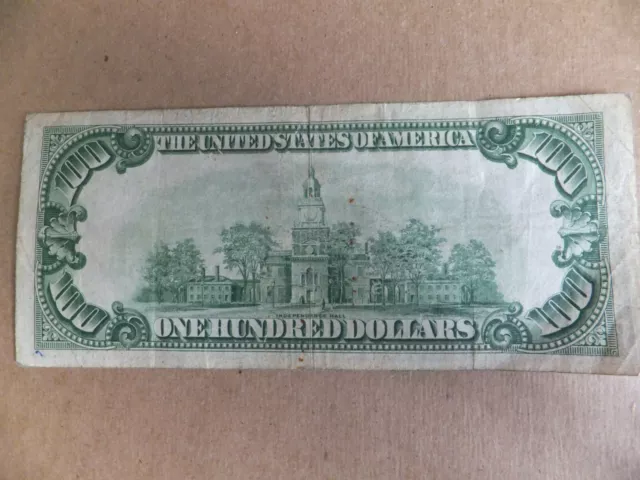 100 THE UNITED STATES OF AMERICA 100
INDEPENDENCE HALL
100 ONE HUNDRED DOLLARS 100